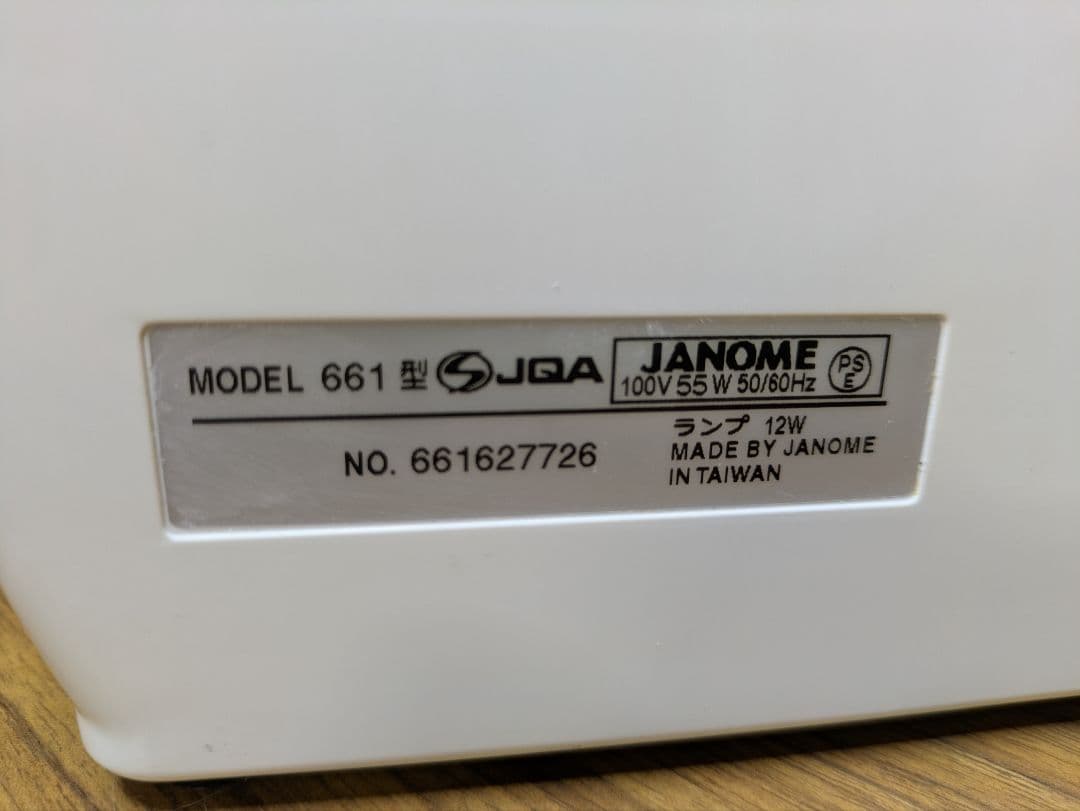 MODEL 661 型 JQA JANOME
100V 55W 50/60Hz PS E
NO. 661627726
ランプ 12W
MADE BY JANOME
IN TAIWAN